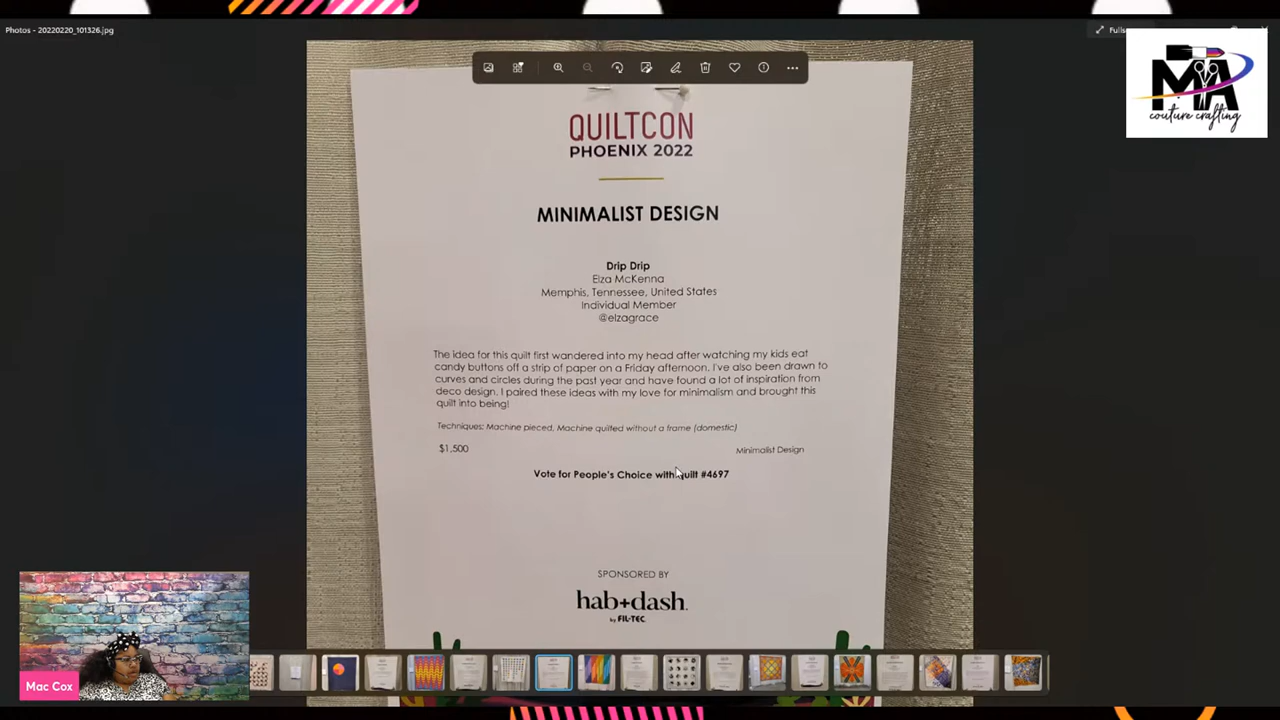 Photos - 20220220_101326.jpg
MA
couture crafting
QUILTCON
PHOENIX 2022
MINIMALIST DESIGN
Drip Drip
Elza McKenna
Memphis, Tennessee, United States
Individual Member
@elzagrace
The idea for this quilt first wandered into my head after watching my kids eat
candy buttons off a strip of paper on a Friday afternoon. I've also been drawn to
curves and circles during the past year and have found a lot of inspiration from
deco design. I paired these ideas with my love for minimalism and brought this
quilt into being!
Techniques: Machine pieced, Machine quilted without a frame (domestic)
$1,500
Minimalist Design
Vote for People's Choice with quilt #4697
SPONSORED BY
hab+dash.
by FIL-TEC
Mac Cox